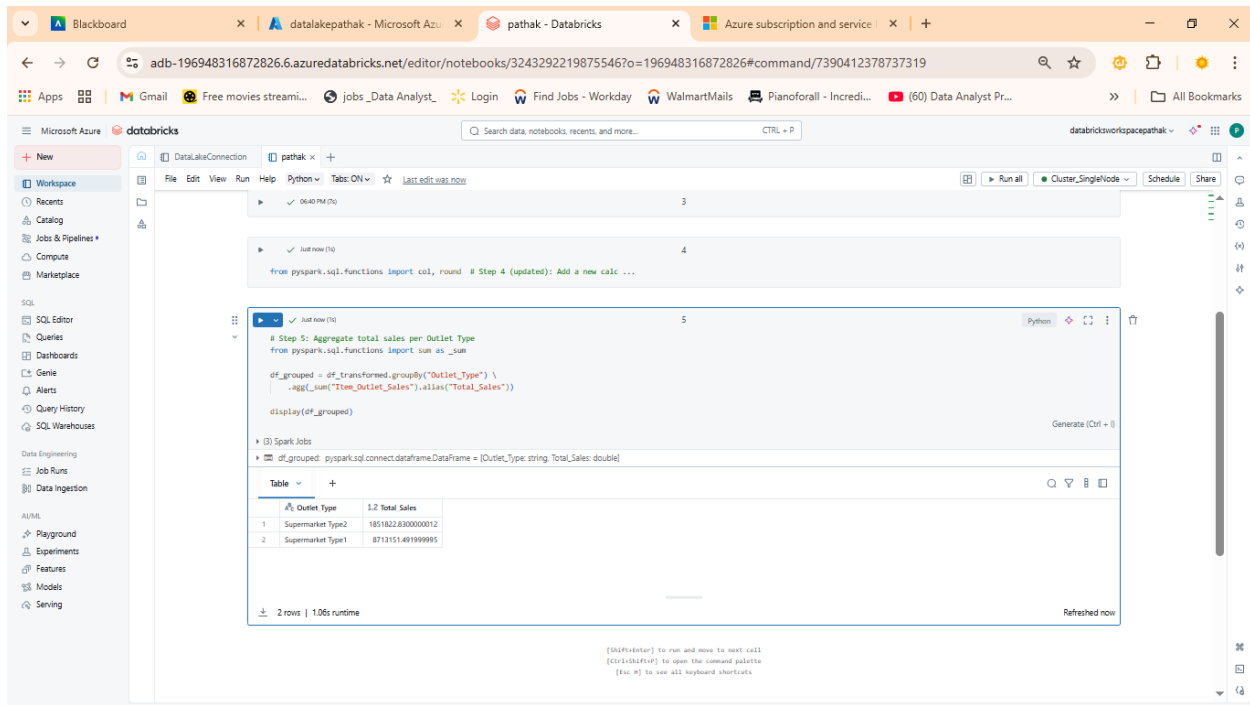 Blackboard
datalakepathak - Microsoft Azu
pathak - Databricks
Azure subscription and service
adb-196948316872826.6.azuredatabricks.net/editor/notebooks/324329221987​5546?o=196948316872826#command/7390412378737319
Apps
Gmail
Free movies streami...
jobs _Data Analyst_
Login
Find Jobs - Workday
WalmartMails
Pianoforall - Incredi...
(60) Data Analyst Pr...
All Bookmarks
Microsoft Azure
databricks
Search data, notebooks, recents, and more...
CTRL + P
databricksworkspacepathak
P
New
DataLakeConnection
pathak
File Edit View Run Help Python Tabs: ON Last edit was now
Run all
Cluster_SingleNode
Schedule
Share
Workspace
Recents
Catalog
Jobs & Pipelines
Compute
Marketplace
SQL
SQL Editor
Queries
Dashboards
Genie
Alerts
Query History
SQL Warehouses
Data Engineering
Job Runs
Data Ingestion
AI/ML
Playground
Experiments
Features
Models
Serving
06:40 PM (7s)
3
Just now (1s)
4
from pyspark.sql.functions import col, round # Step 4 (updated): Add a new calc ...
Just now (1s)
5
Python
# Step 5: Aggregate total sales per Outlet Type
from pyspark.sql.functions import sum as _sum
df_grouped = df_transformed.groupBy("Outlet_Type") \
.agg(_sum("Item_Outlet_Sales").alias("Total_Sales"))
display(df_grouped)
Generate (Ctrl + I)
(3) Spark Jobs
df_grouped: pyspark.sql.connect.dataframe.DataFrame = [Outlet_Type: string, Total_Sales: double]
Table
Outlet Type 1.2 Total Sales
1 Supermarket Type2 1851822.8300000012
2 Supermarket Type1 8713151.491999995
2 rows | 1.06s runtime
Refreshed now
[Shift+Enter] to run and move to next cell
[Ctrl+Shift+P] to open the command palette
[Esc H] to see all keyboard shortcuts